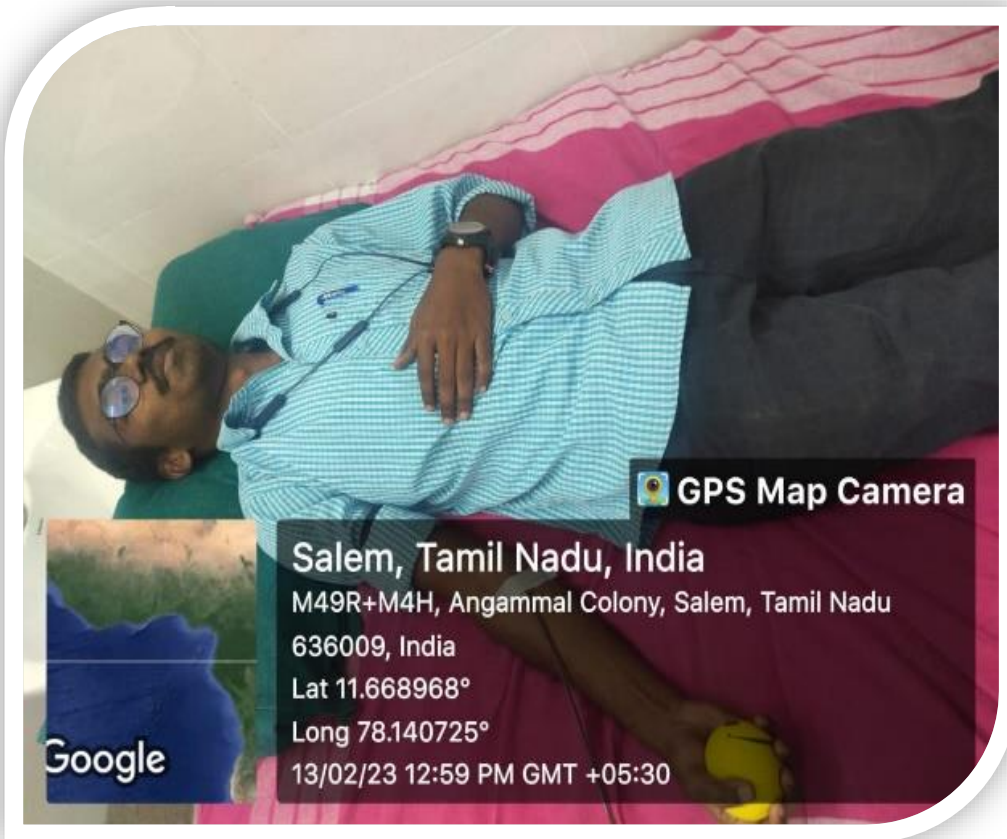 GPS Map Camera
Salem, Tamil Nadu, India
M49R+M4H, Angammal Colony, Salem, Tamil Nadu
636009, India
Lat 11.668968°
Long 78.140725°
13/02/23 12:59 PM GMT +05:30
Google